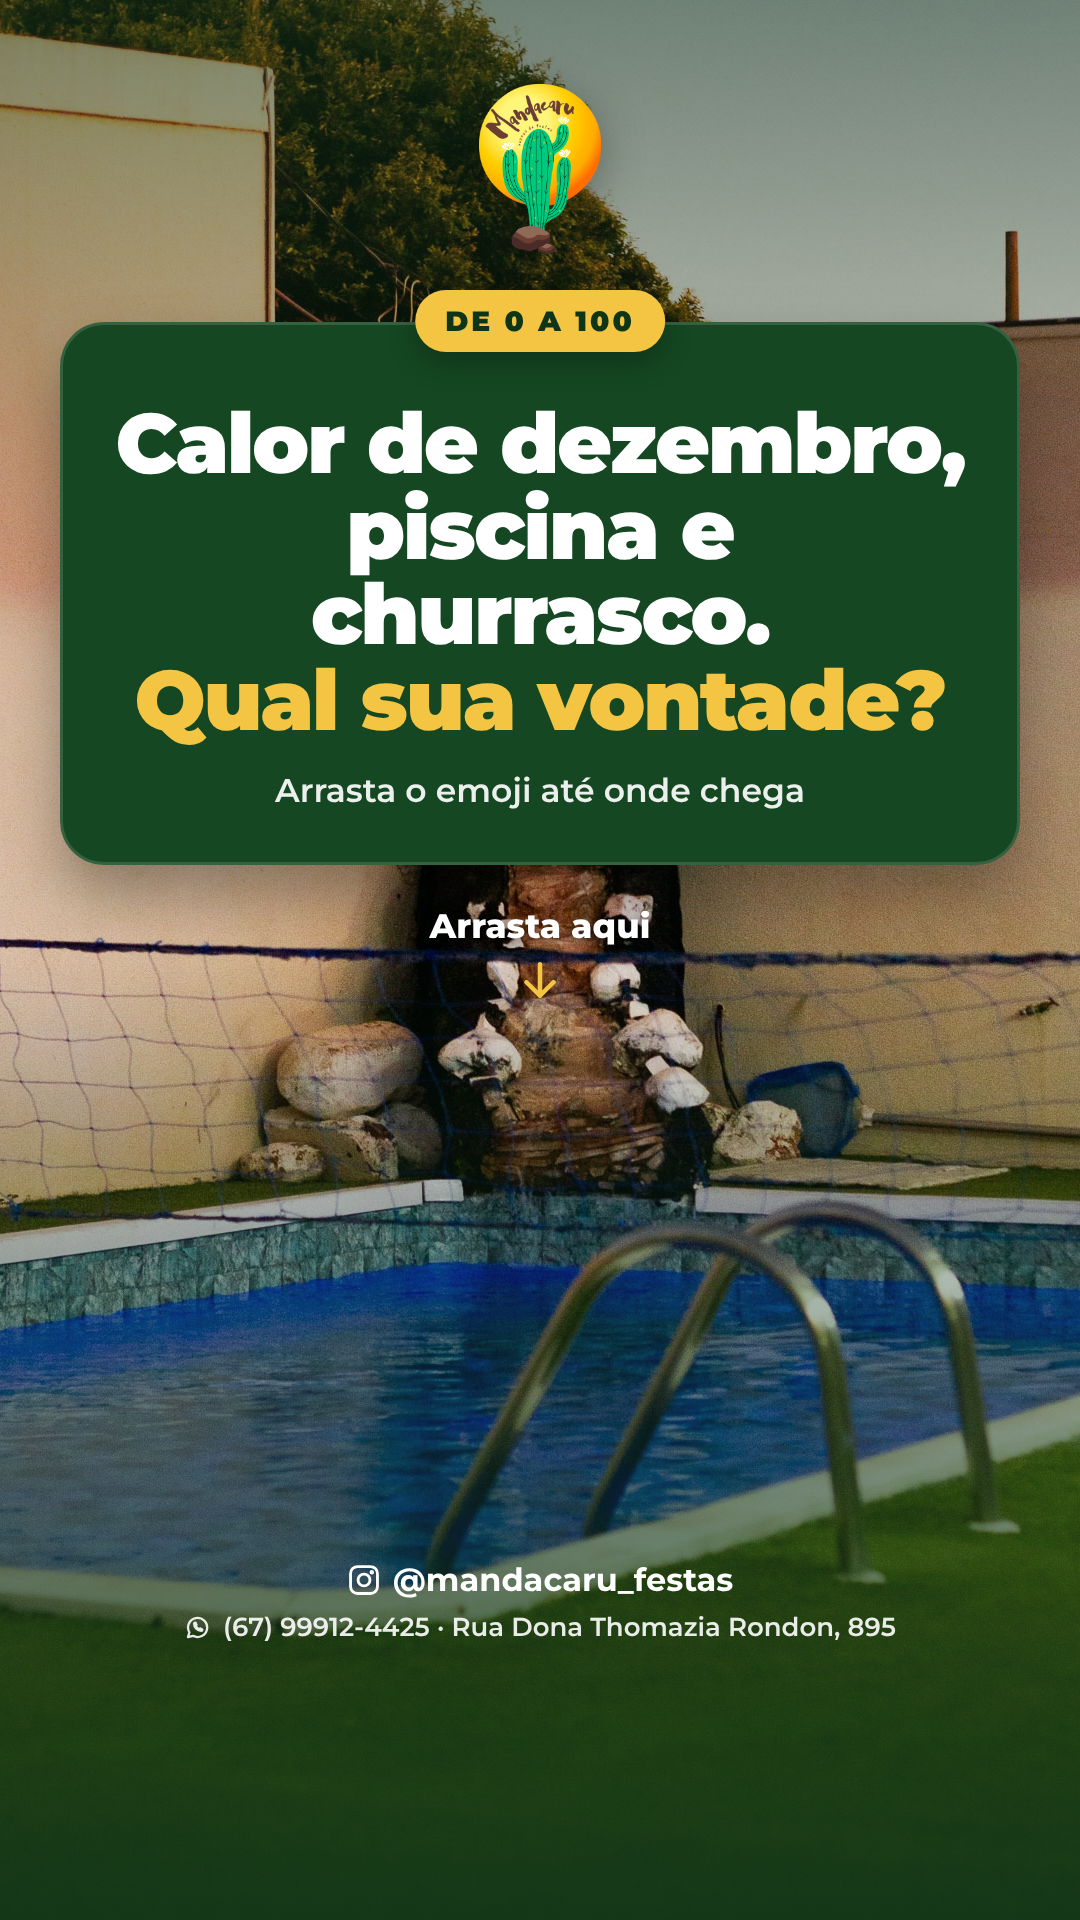 Mandacaru
DE 0 A 100
Calor de dezembro,
piscina e
churrasco.
Qual sua vontade?
Arrasta o emoji até onde chega
Arrasta aqui
@mandacaru_festas
(67) 99912-4425 · Rua Dona Thomazia Rondon, 895